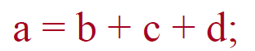 a = b + c + d;